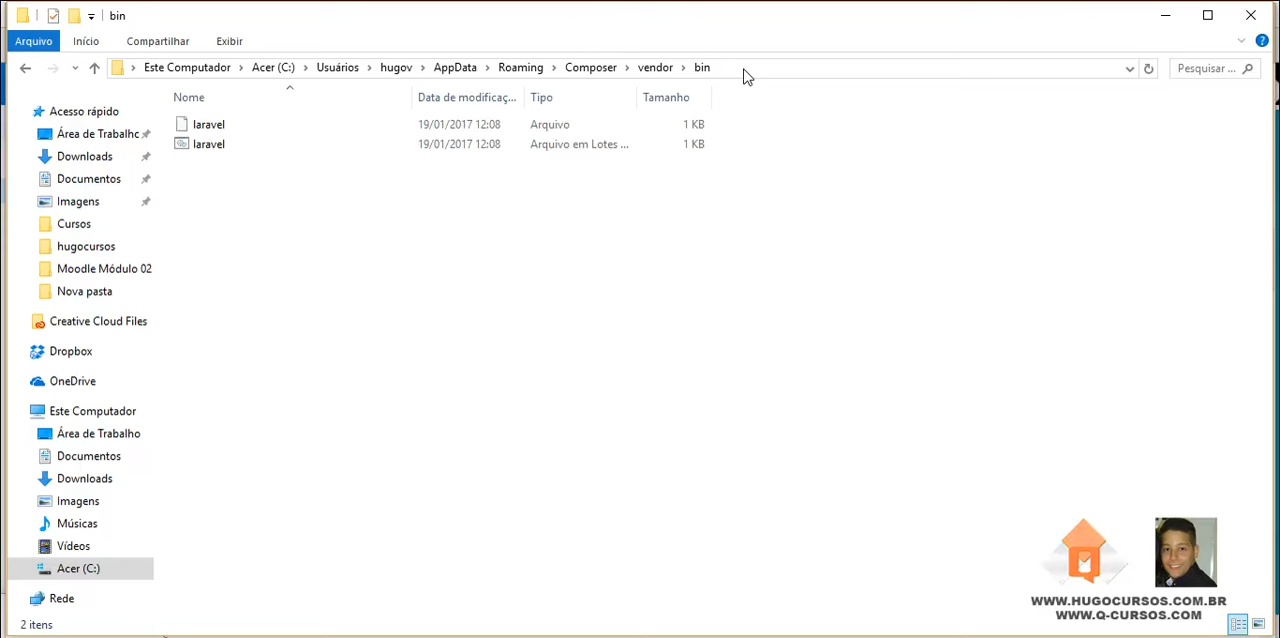 bin
Arquivo Início Compartilhar Exibir
Este Computador Acer (C:) Usuários hugov AppData Roaming Composer vendor bin Pesquisar ...
Nome Data de modificaç... Tipo Tamanho
laravel 19/01/2017 12:08 Arquivo 1 KB
laravel 19/01/2017 12:08 Arquivo em Lotes ... 1 KB
Acesso rápido
Área de Trabalho
Downloads
Documentos
Imagens
Cursos
hugocursos
Moodle Módulo 02
Nova pasta
Creative Cloud Files
Dropbox
OneDrive
Este Computador
Área de Trabalho
Documentos
Downloads
Imagens
Músicas
Vídeos
Acer (C:)
Rede
2 itens
WWW.HUGOCURSOS.COM.BR
WWW.Q-CURSOS.COM